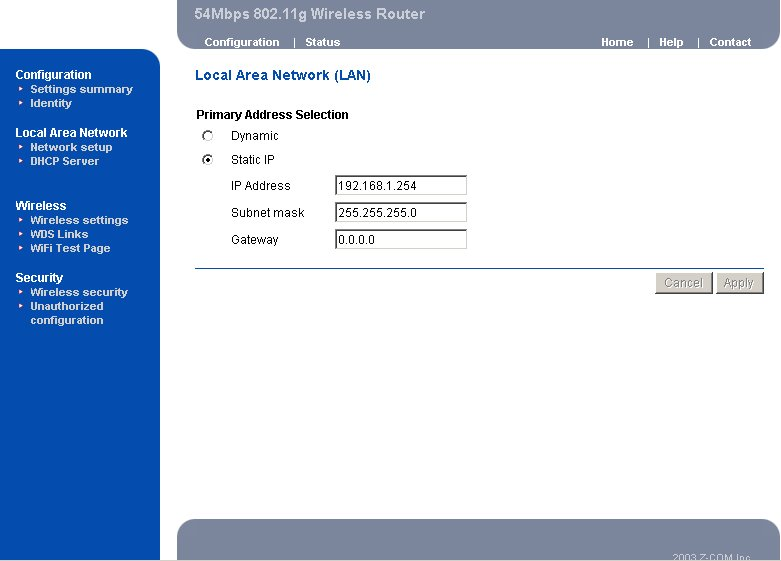 54Mbps 802.11g Wireless Router
Configuration | Status
Home | Help | Contact
Configuration
Settings summary
Identity
Local Area Network
Network setup
DHCP Server
Wireless
Wireless settings
WDS Links
WiFi Test Page
Security
Wireless security
Unauthorized
configuration
Local Area Network (LAN)
Primary Address Selection
Dynamic
Static IP
IP Address 192.168.1.254
Subnet mask 255.255.255.0
Gateway 0.0.0.0
Cancel Apply
2003 Z-COM Inc